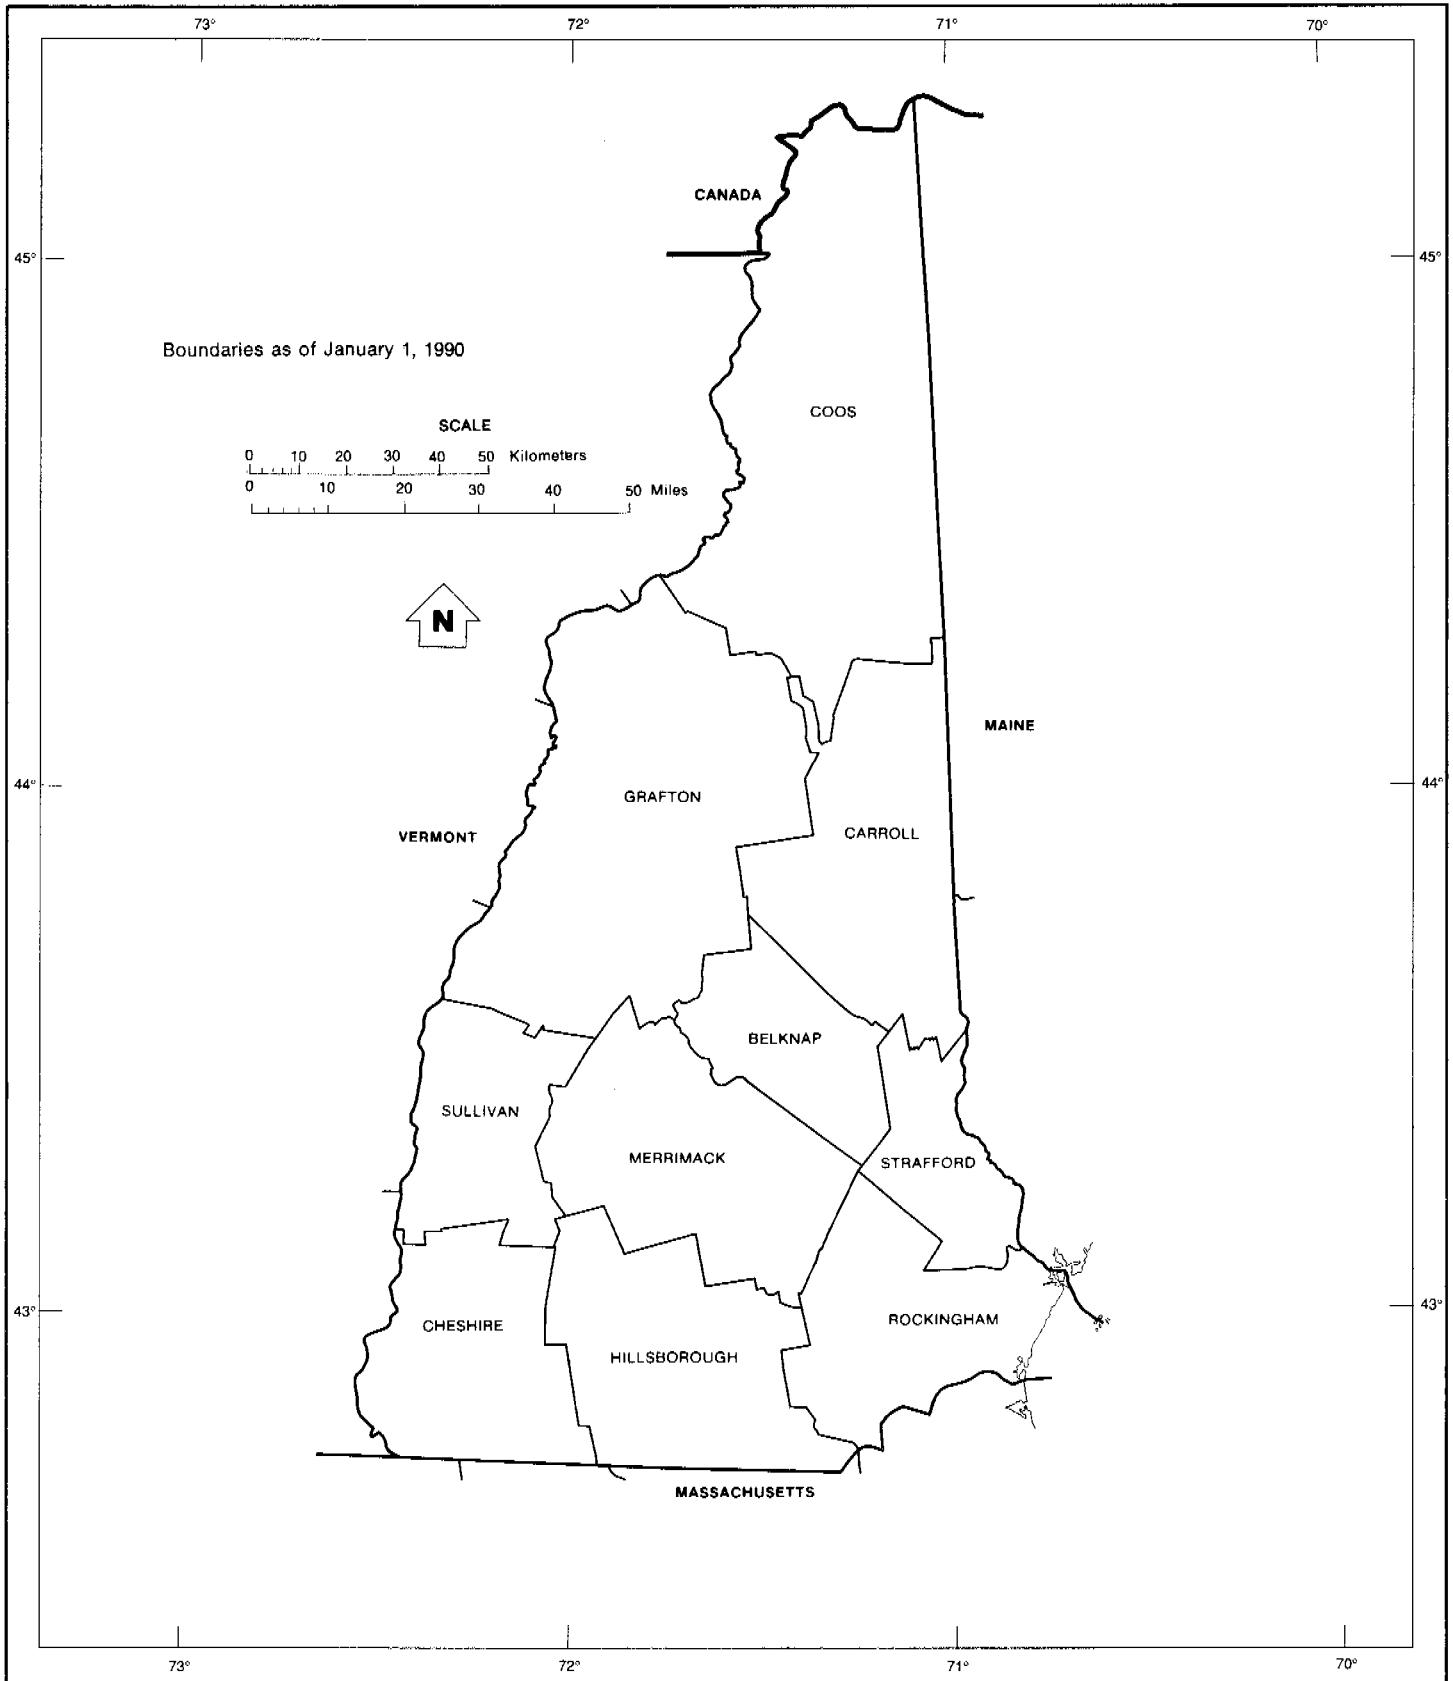 73° 72° 71° 70°
CANADA
45° 45°
Boundaries as of January 1, 1990
COOS
SCALE
0 10 20 30 40 50 Kilometers
0 10 20 30 40 50 Miles
N
MAINE
44° 44°
GRAFTON
CARROLL
VERMONT
BELKNAP
SULLIVAN
MERRIMACK
STRAFFORD
43° 43°
ROCKINGHAM
CHESHIRE
HILLSBOROUGH
MASSACHUSETTS
73° 72° 71° 70°